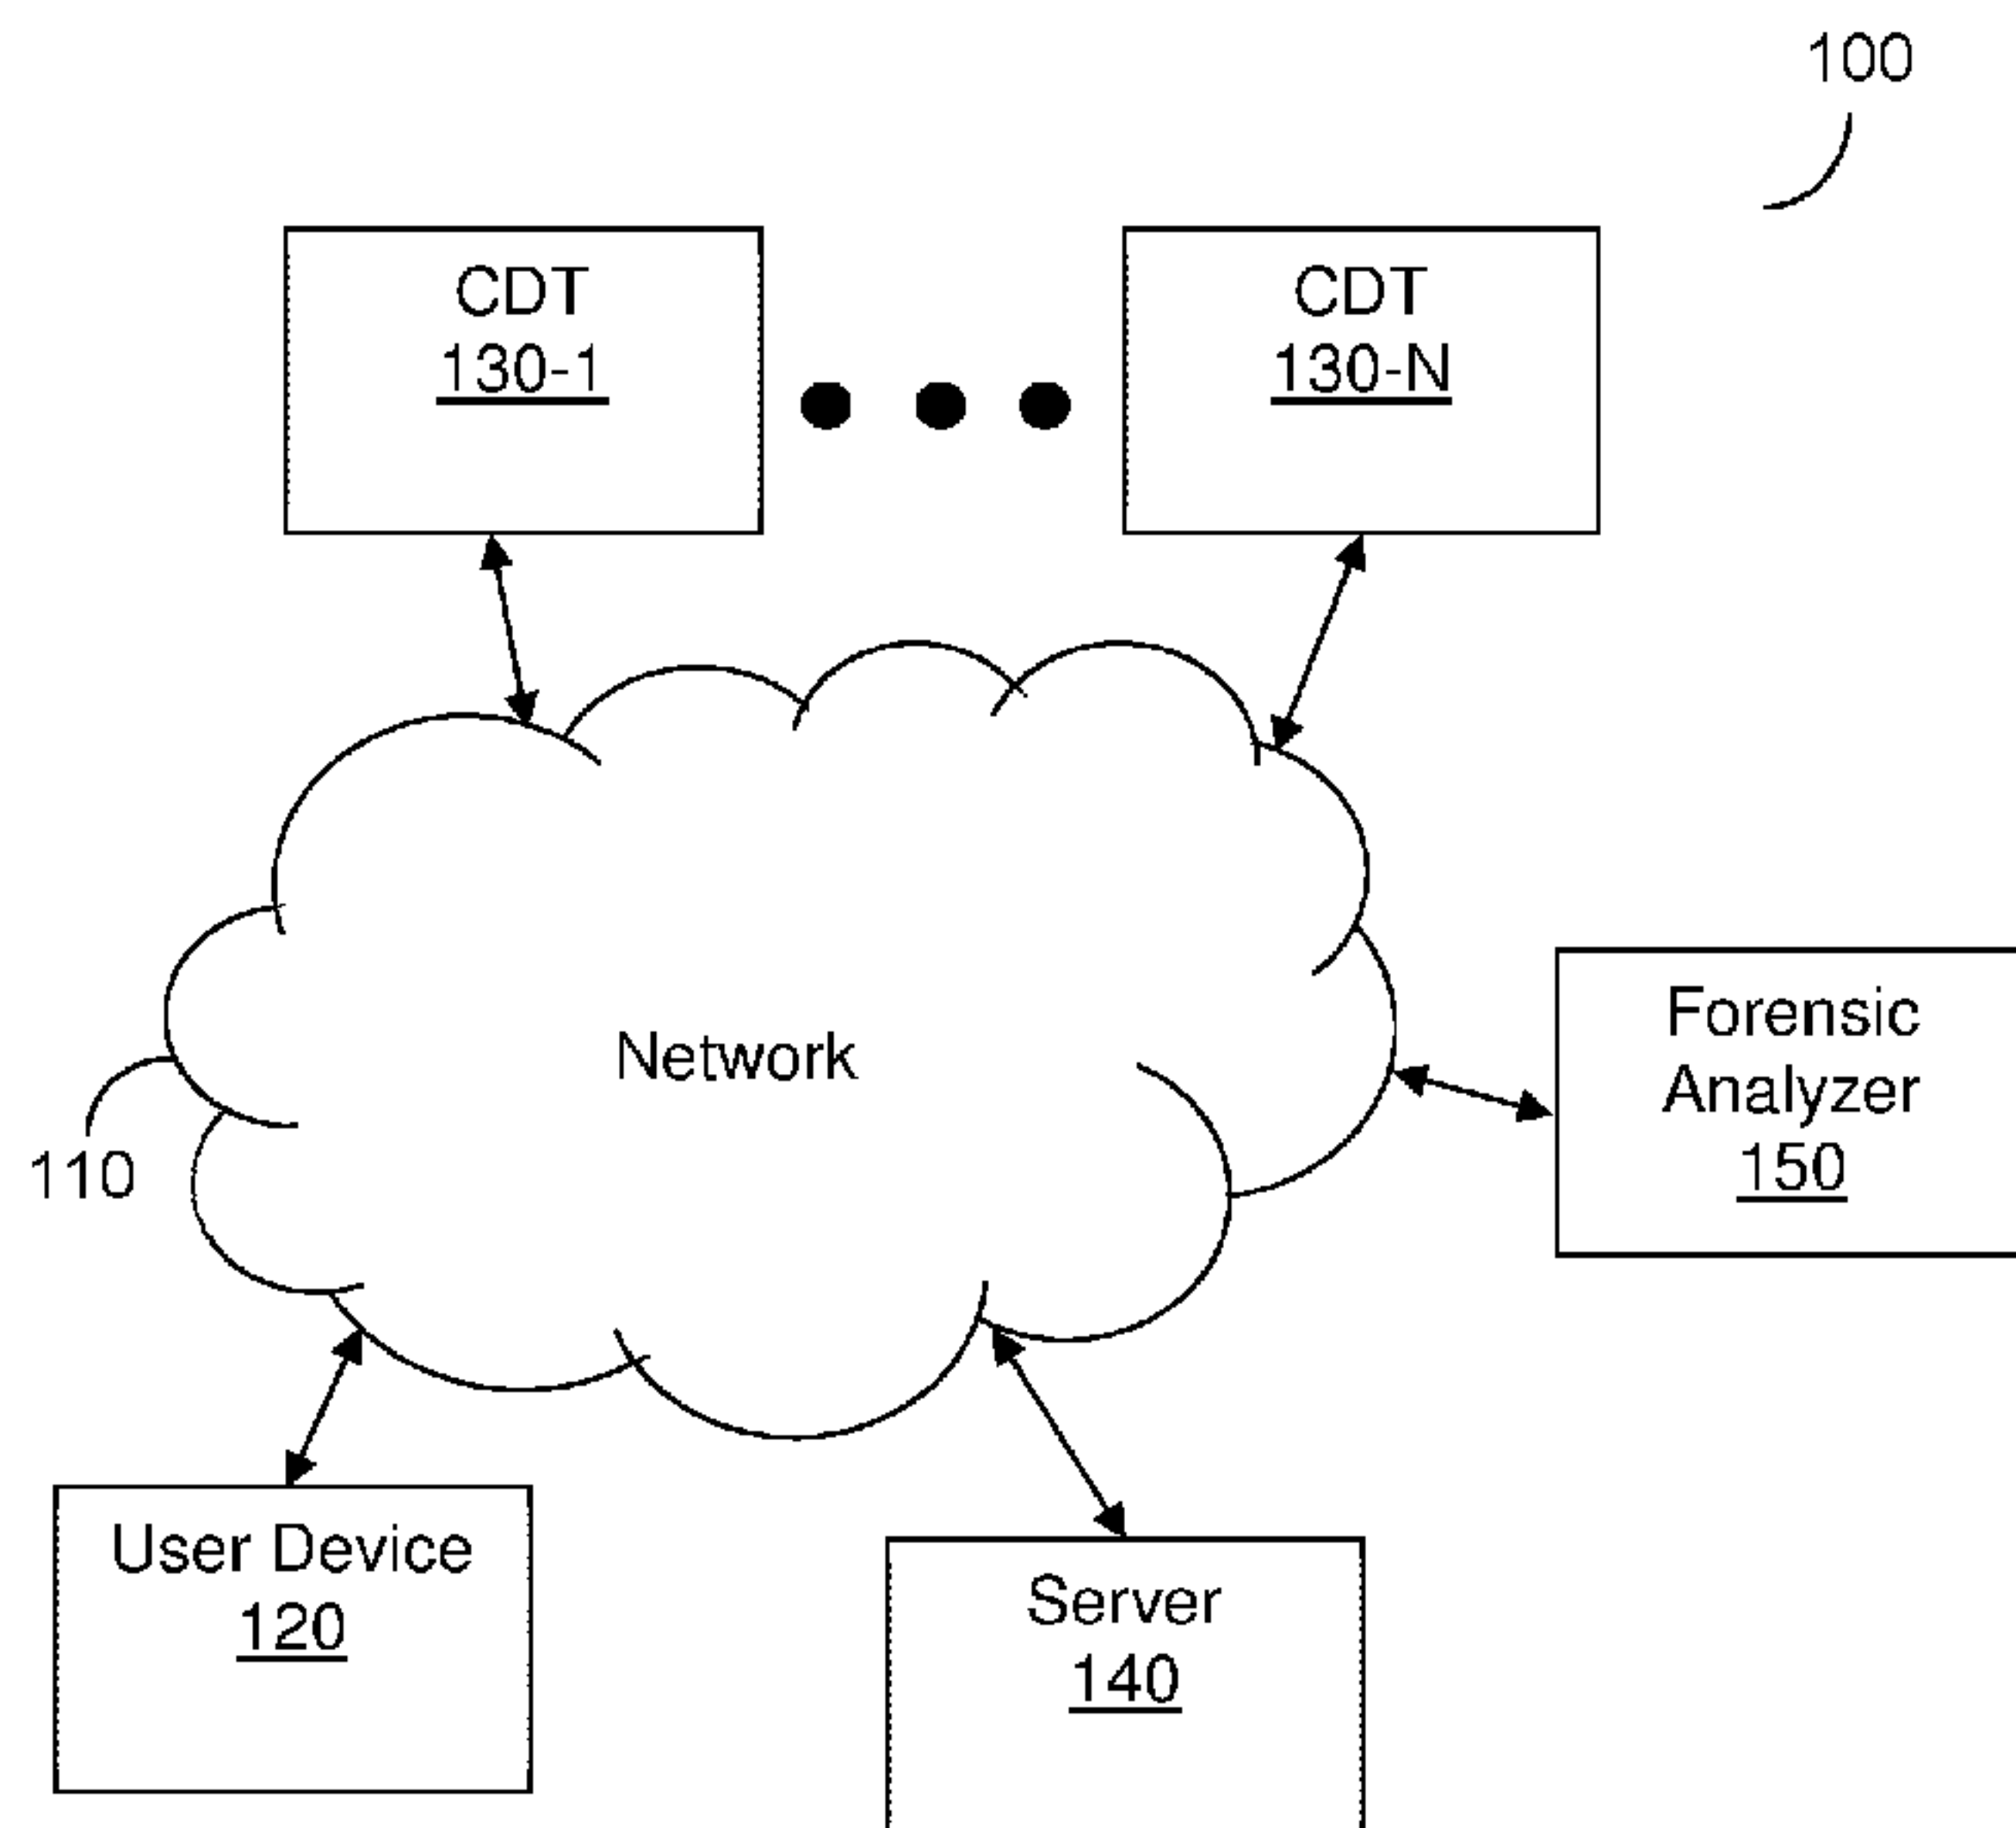 100
CDT
130-1
CDT
130-N
Network
Forensic
Analyzer
150
110
User Device
120
Server
140